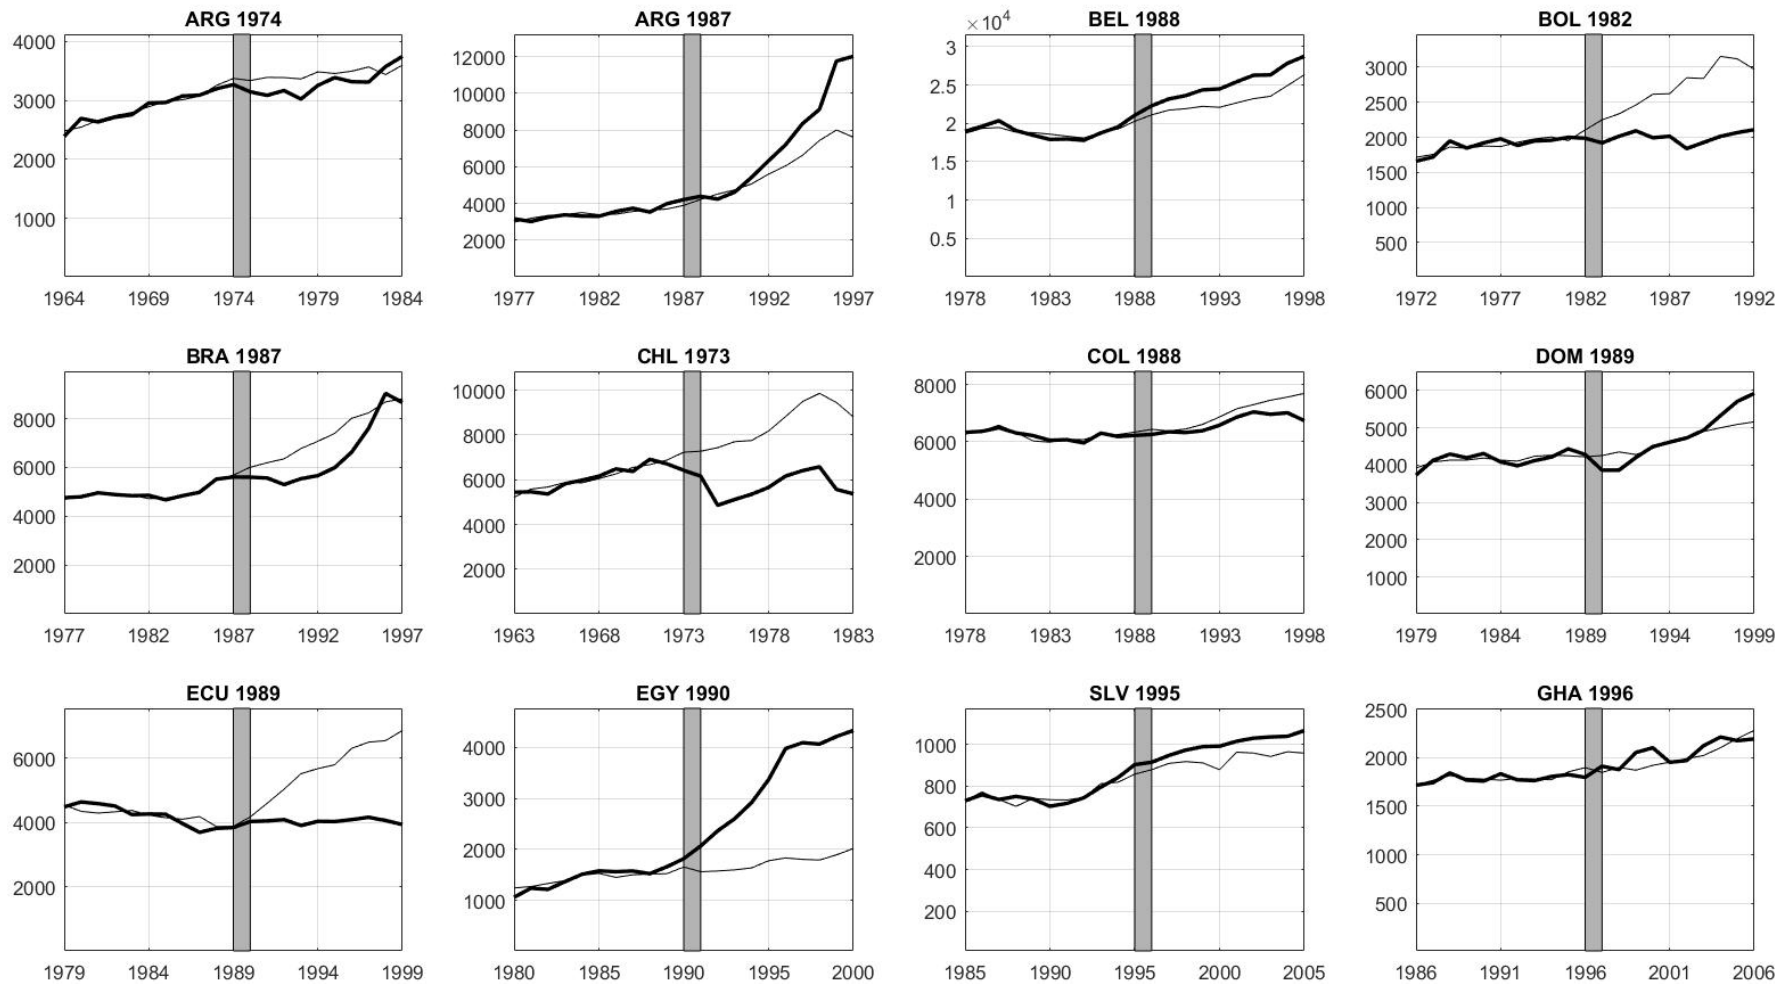 ARG 1974
4000
3000
2000
1000
1964 1969 1974 1979 1984
ARG 1987
12000
10000
8000
6000
4000
2000
1977 1982 1987 1992 1997
BEL 1988
×10⁴
3
2.5
2
1.5
1
0.5
1978 1983 1988 1993 1998
BOL 1982
3000
2500
2000
1500
1000
500
1972 1977 1982 1987 1992
BRA 1987
8000
6000
4000
2000
1977 1982 1987 1992 1997
CHL 1973
10000
8000
6000
4000
2000
1963 1968 1973 1978 1983
COL 1988
8000
6000
4000
2000
1978 1983 1988 1993 1998
DOM 1989
6000
5000
4000
3000
2000
1000
1979 1984 1989 1994 1999
ECU 1989
6000
4000
2000
1979 1984 1989 1994 1999
EGY 1990
4000
3000
2000
1000
1980 1985 1990 1995 2000
SLV 1995
1000
800
600
400
200
1985 1990 1995 2000 2005
GHA 1996
2500
2000
1500
1000
500
1986 1991 1996 2001 2006